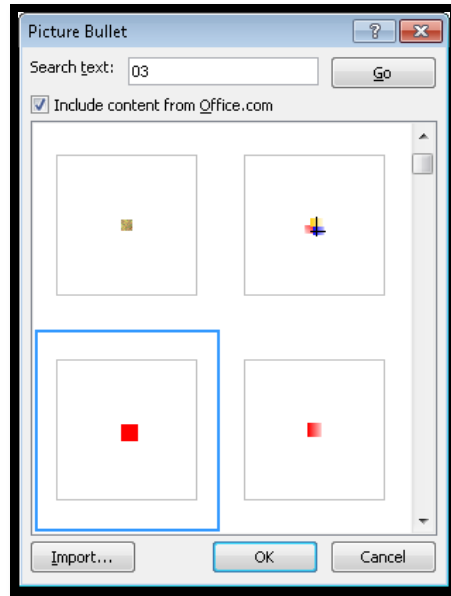 Picture Bullet
Search text: 03 Go
Include content from Office.com
Import... OK Cancel